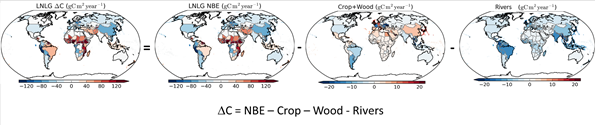 LNLG ΔC (gC m² year⁻¹) LNLG NBE (gC m² year⁻¹) Crop+Wood (gC m² year⁻¹) Rivers (gC m² year⁻¹)
= - -
−120 −80 −40 0 40 80 120 −120 −80 −40 0 40 80 120 −20 −10 0 10 20 −20 −10 0 10 20
ΔC = NBE – Crop – Wood - Rivers